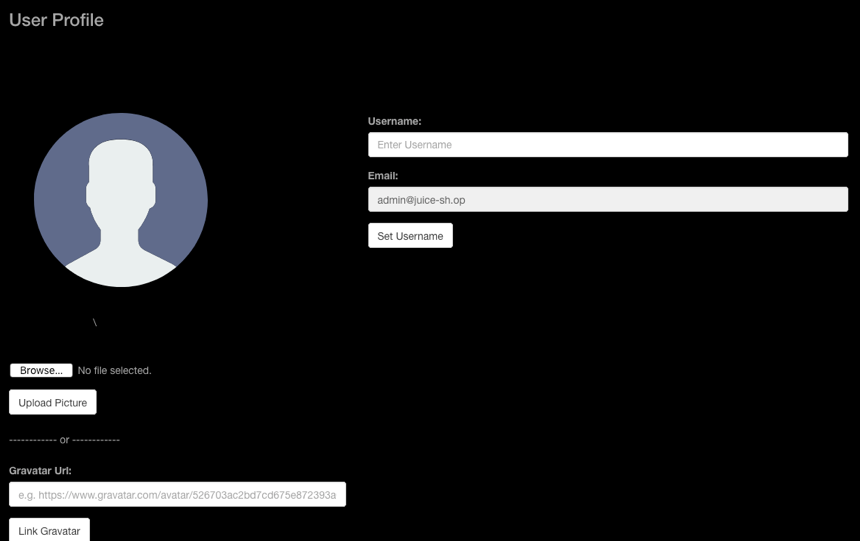 User Profile
Username:
Enter Username
Email:
admin@juice-sh.op
Set Username
\
Browse... No file selected.
Upload Picture
------------ or ------------
Gravatar Url:
e.g. https://www.gravatar.com/avatar/526703ac2bd7cd675e872393a
Link Gravatar